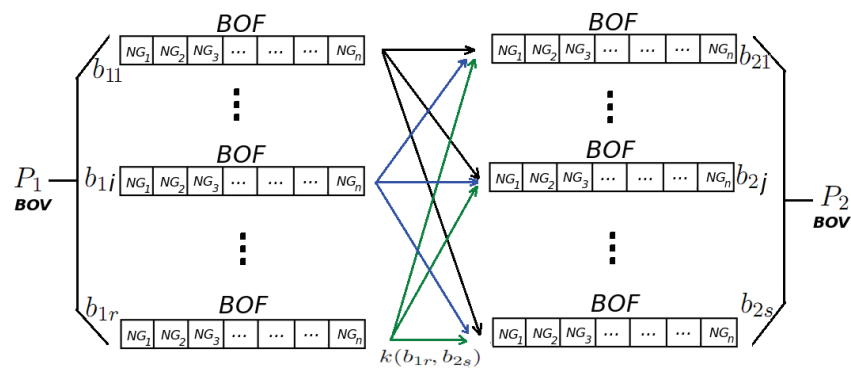 BOF BOF
b₁₁ NG₁ NG₂ NG₃ ... ... ... NGₙ NG₁ NG₂ NG₃ ... ... ... NGₙ b₂₁
BOF BOF
P₁ b₁ᵢ NG₁ NG₂ NG₃ ... ... ... NGₙ NG₁ NG₂ NG₃ ... ... ... NGₙ b₂ⱼ P₂
BOV BOV
BOF BOF
b₁ᵣ NG₁ NG₂ NG₃ ... ... ... NGₙ NG₁ NG₂ NG₃ ... ... ... NGₙ b₂ₛ
k(b₁ᵣ, b₂ₛ)